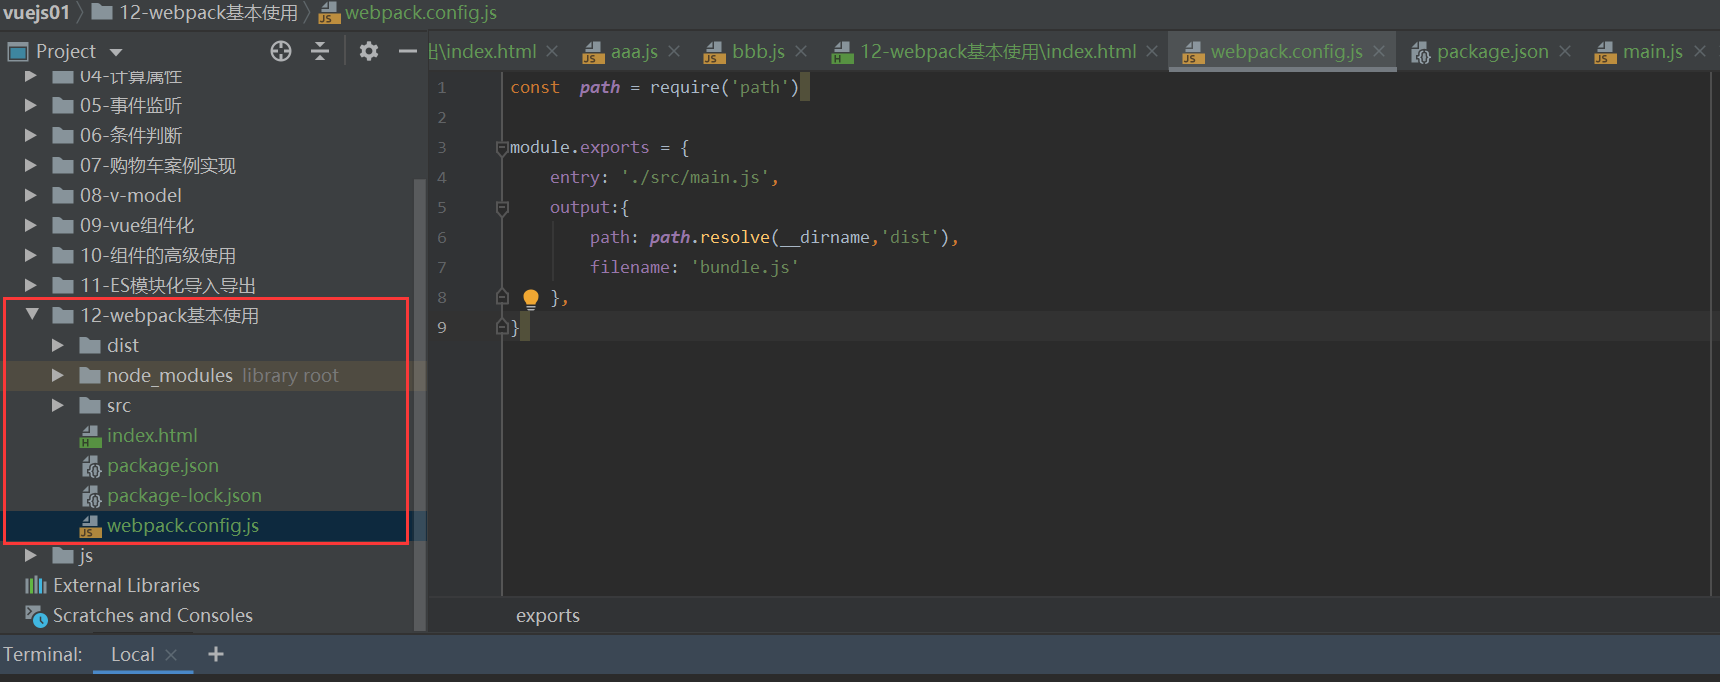 vuejs01 12-webpack基本使用 webpack.config.js
Project
出\index.html aaa.js bbb.js 12-webpack基本使用\index.html webpack.config.js package.json main.js
04-计算属性
05-事件监听
06-条件判断
07-购物车案例实现
08-v-model
09-vue组件化
10-组件的高级使用
11-ES模块化导入导出
12-webpack基本使用
dist
node_modules library root
src
index.html
package.json
package-lock.json
webpack.config.js
js
External Libraries
Scratches and Consoles
1 const  path = require('path')
2
3 module.exports = {
4     entry: './src/main.js',
5     output:{
6         path: path.resolve(__dirname,'dist'),
7         filename: 'bundle.js'
8     },
9 }
exports
Terminal: Local